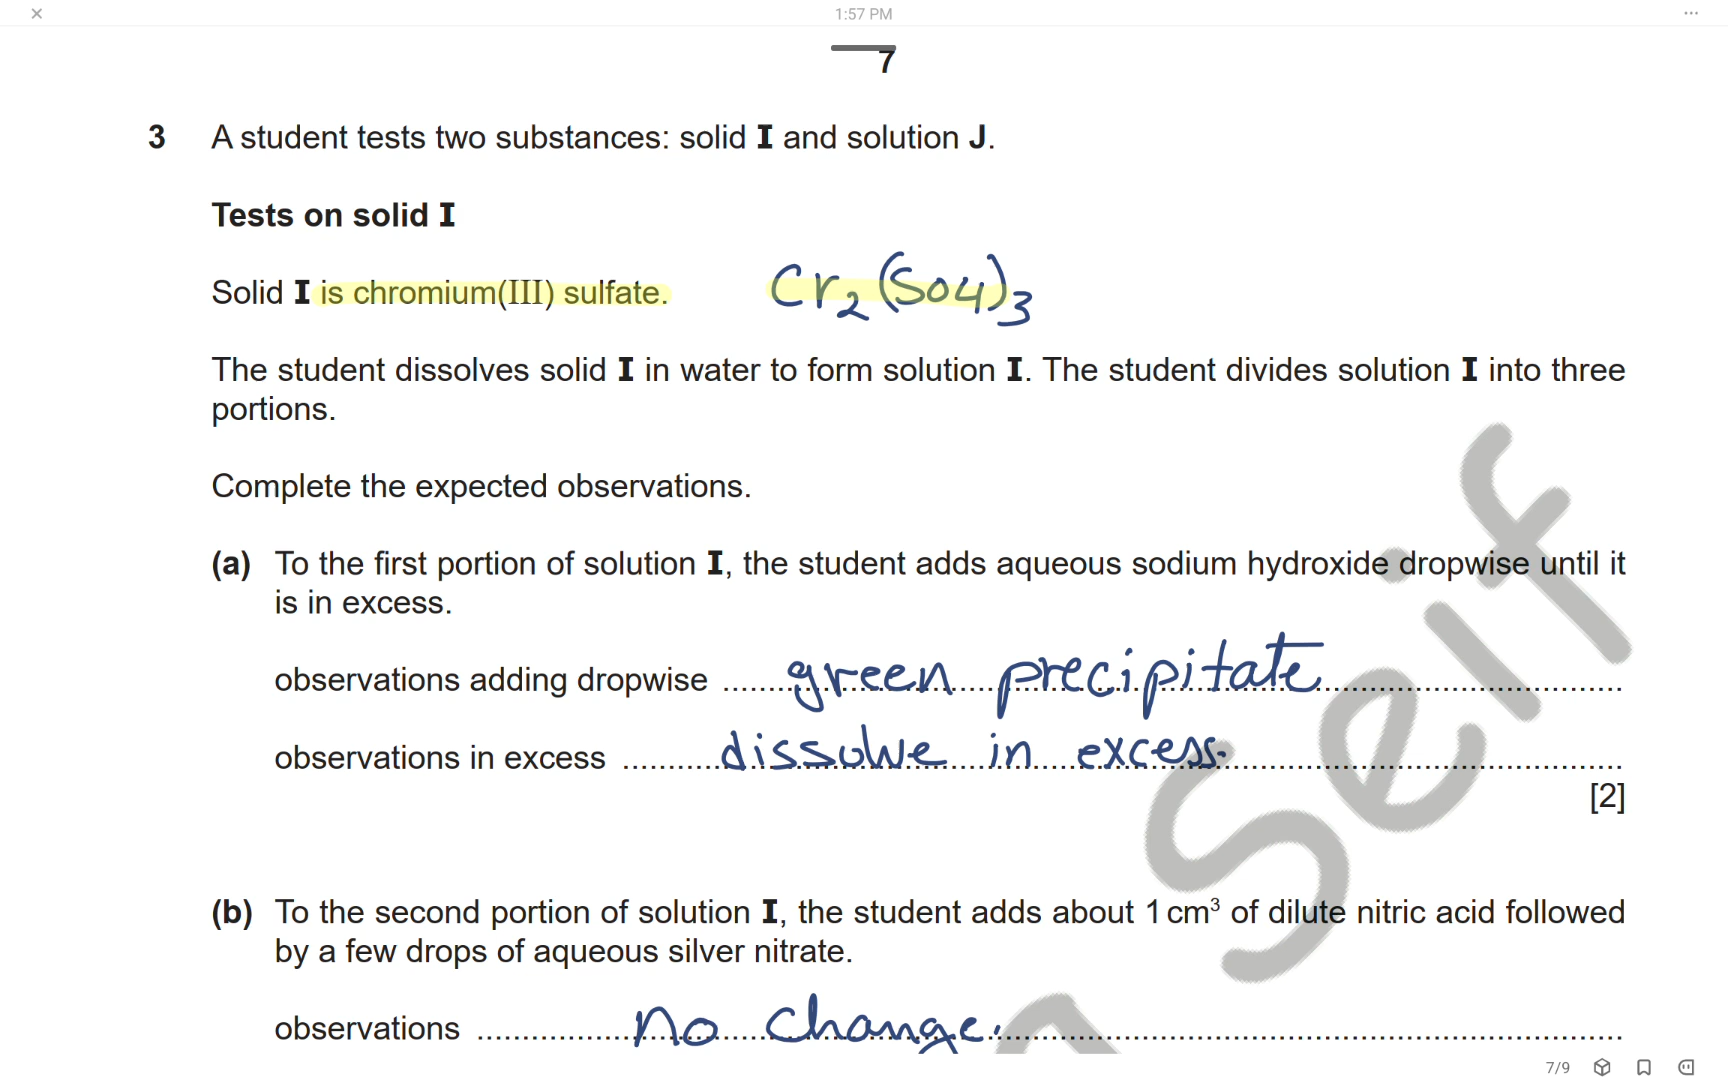 1:57 PM
7
3 A student tests two substances: solid I and solution J.
Tests on solid I
Solid I is chromium(III) sulfate. Cr2(SO4)3
The student dissolves solid I in water to form solution I. The student divides solution I into three
portions.
Complete the expected observations.
(a) To the first portion of solution I, the student adds aqueous sodium hydroxide dropwise until it
is in excess.
observations adding dropwise green precipitate
observations in excess dissolve in excess.
[2]
(b) To the second portion of solution I, the student adds about 1 cm³ of dilute nitric acid followed
by a few drops of aqueous silver nitrate.
observations no change.
Seif
7/9